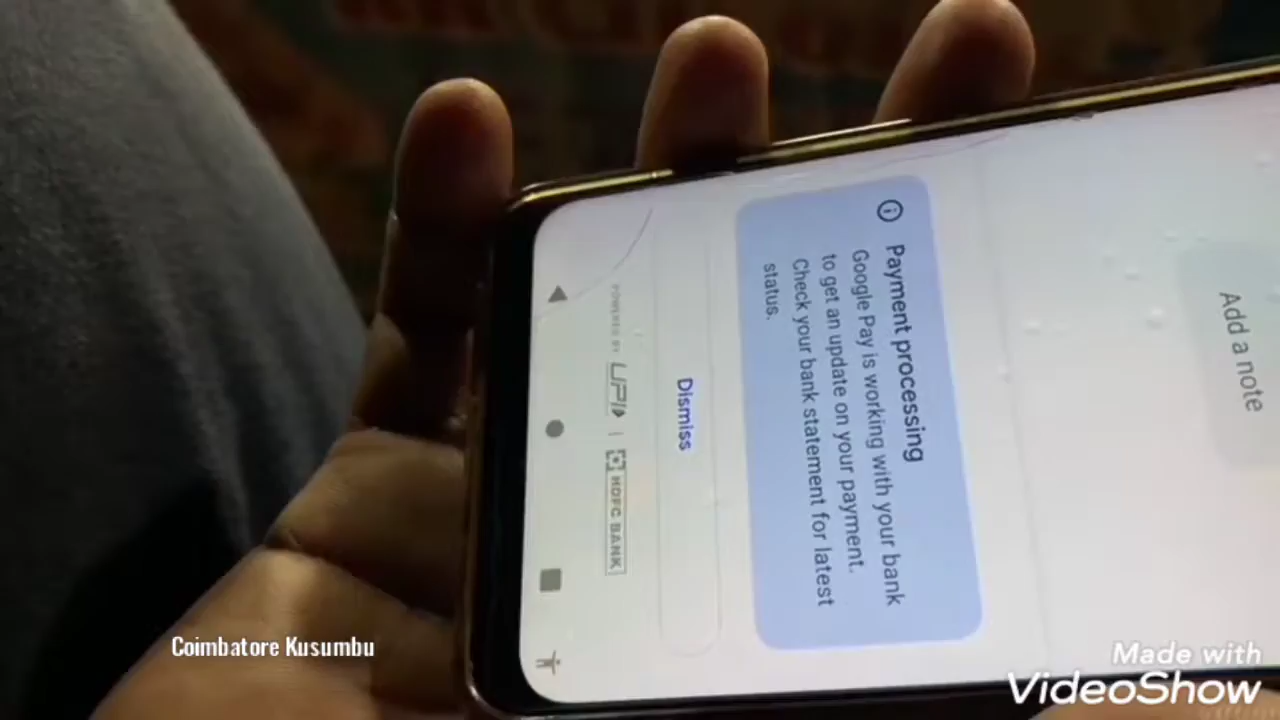 Add a note
Payment processing
Google Pay is working with your bank
to get an update on your payment.
Check your bank statement for latest
status.
Dismiss
POWERED BY UPI | HDFC BANK
Coimbatore Kusumbu
Made with
VideoShow